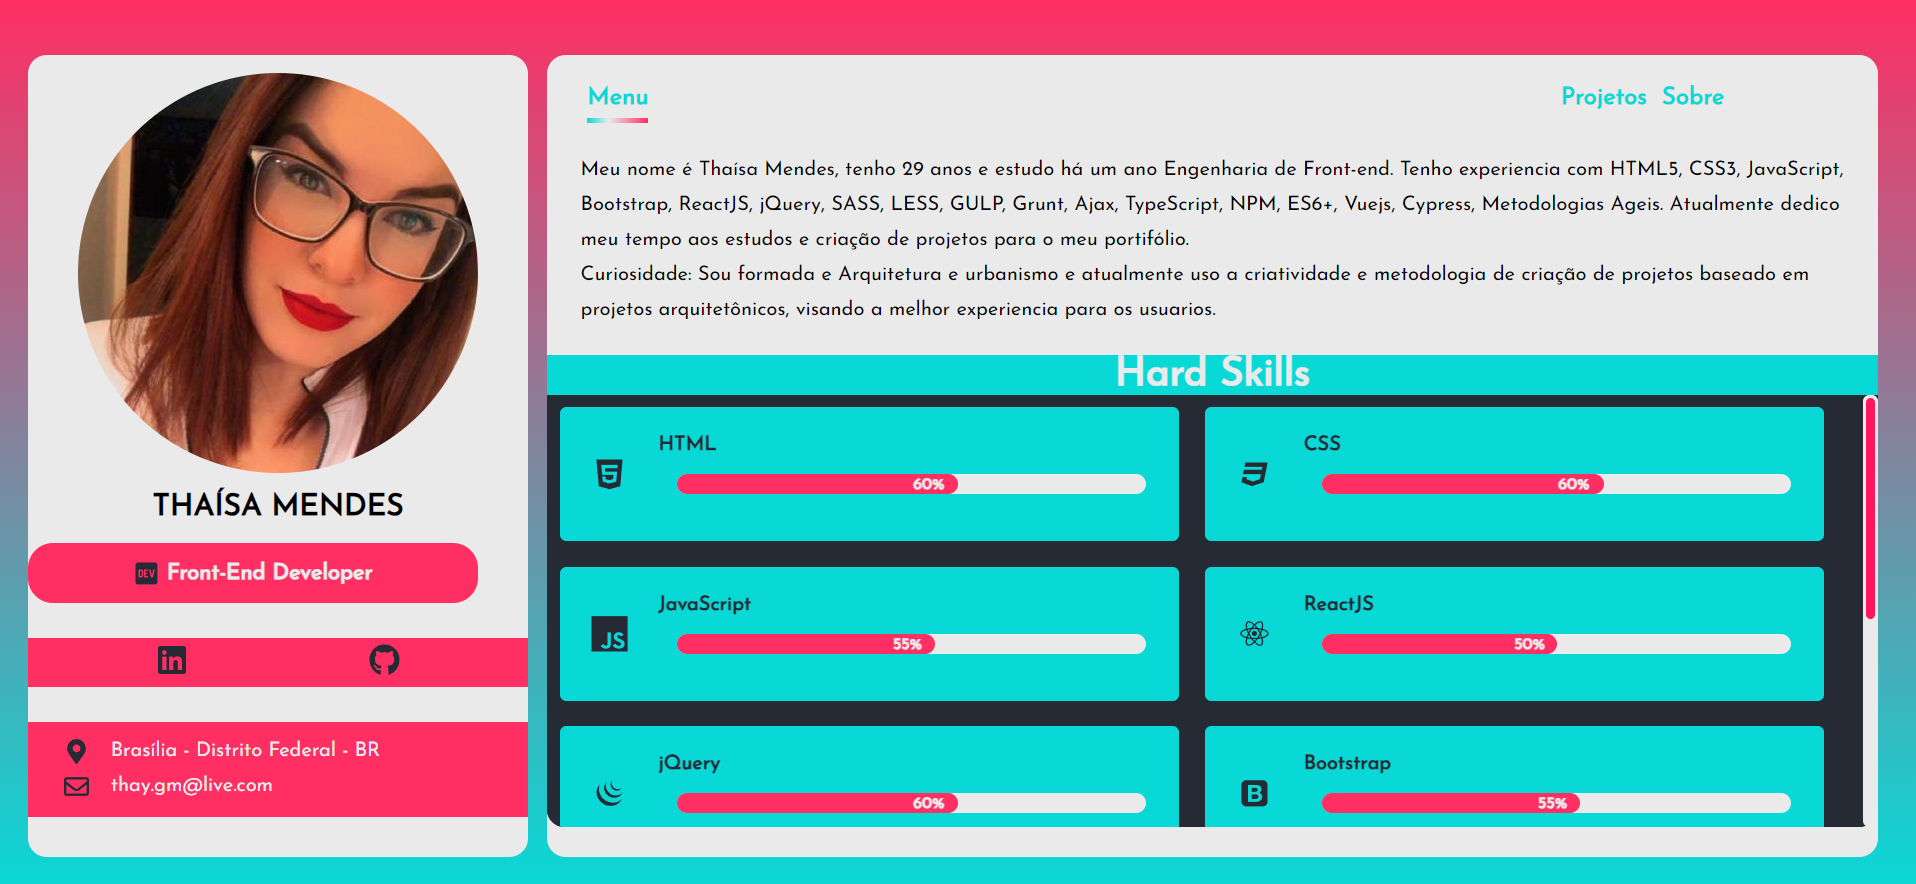 THAÍSA MENDES
DEV Front-End Developer
in
Brasília - Distrito Federal - BR
thay.gm@live.com
Menu
Projetos Sobre
Meu nome é Thaísa Mendes, tenho 29 anos e estudo há um ano Engenharia de Front-end. Tenho experiencia com HTML5, CSS3, JavaScript,
Bootstrap, ReactJS, jQuery, SASS, LESS, GULP, Grunt, Ajax, TypeScript, NPM, ES6+, Vuejs, Cypress, Metodologias Ageis. Atualmente dedico
meu tempo aos estudos e criação de projetos para o meu portifólio.
Curiosidade: Sou formada e Arquitetura e urbanismo e atualmente uso a criatividade e metodologia de criação de projetos baseado em
projetos arquitetônicos, visando a melhor experiencia para os usuarios.
Hard Skills
HTML
5
60%
CSS
3
60%
JavaScript
JS
55%
ReactJS
50%
jQuery
60%
Bootstrap
B
55%